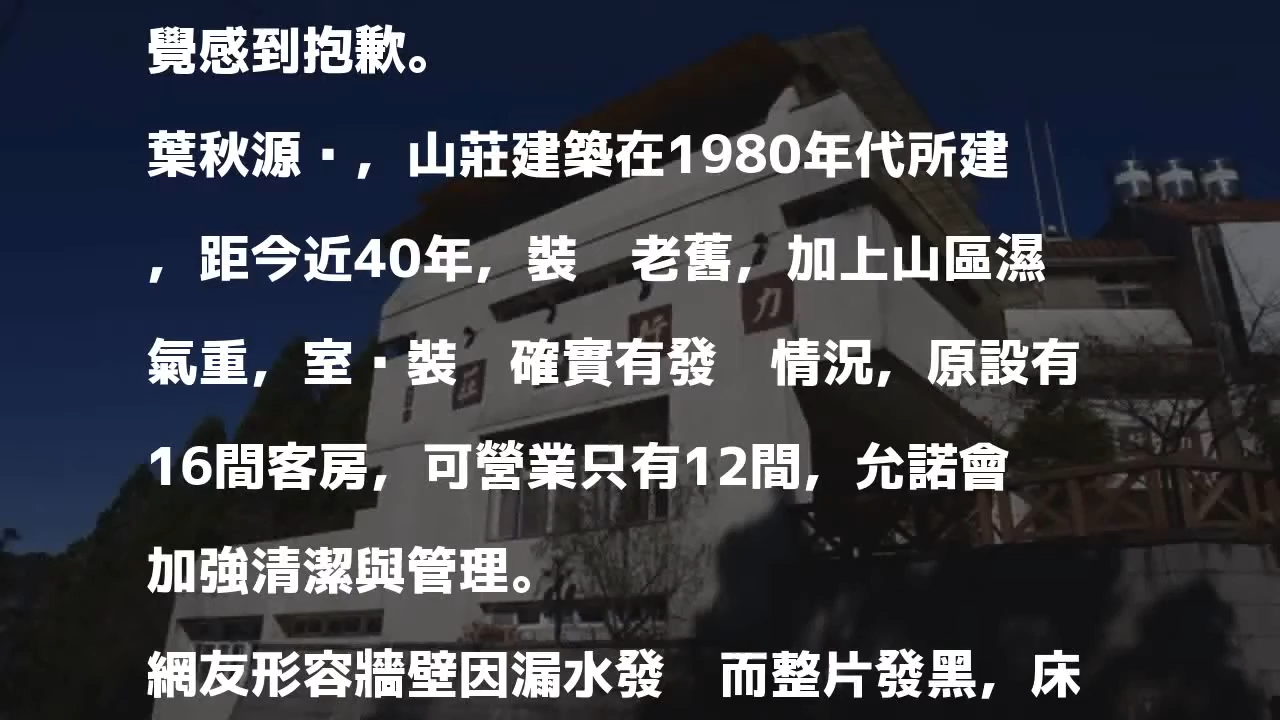 覺感到抱歉。
葉秋源·，山莊建築在1980年代所建
，距今近40年，裝　老舊，加上山區濕
氣重，室·裝　確實有發　情況，原設有
16間客房，可營業只有12間，允諾會
加強清潔與管理。
網友形容牆壁因漏水發　而整片發黑，床
力
行
莊